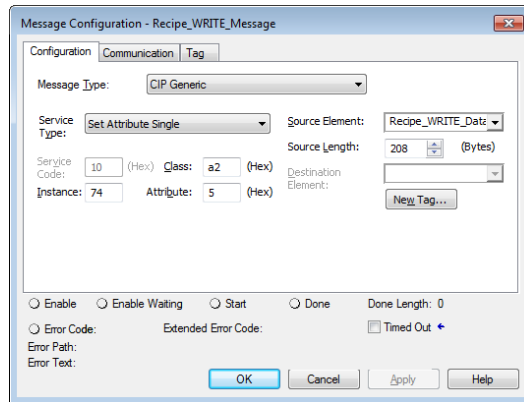 Message Configuration - Recipe_WRITE_Message
Configuration Communication Tag
Message Type: CIP Generic
Service Type: Set Attribute Single
Service Code: 10 (Hex) Class: a2 (Hex)
Instance: 74 Attribute: 5 (Hex)
Source Element: Recipe_WRITE_Data
Source Length: 208 (Bytes)
Destination Element:
New Tag...
Enable Enable Waiting Start Done Done Length: 0
Error Code: Extended Error Code: Timed Out
Error Path:
Error Text:
OK Cancel Apply Help